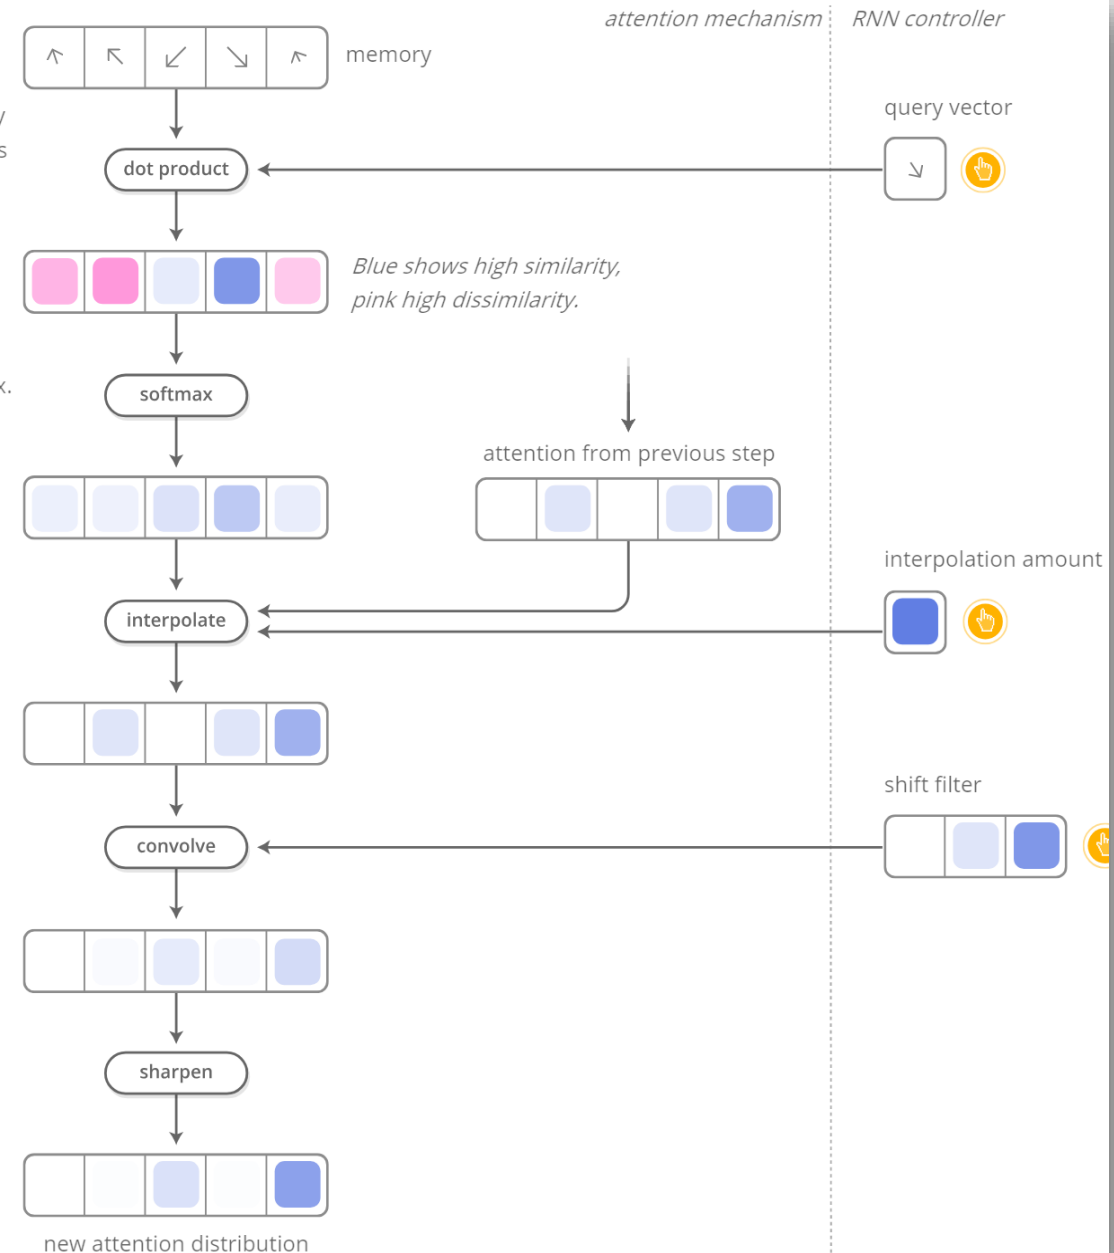 attention mechanism
RNN controller
memory
y
s
query vector
dot product
Blue shows high similarity,
pink high dissimilarity.
x.
softmax
attention from previous step
interpolation amount
interpolate
shift filter
convolve
sharpen
new attention distribution